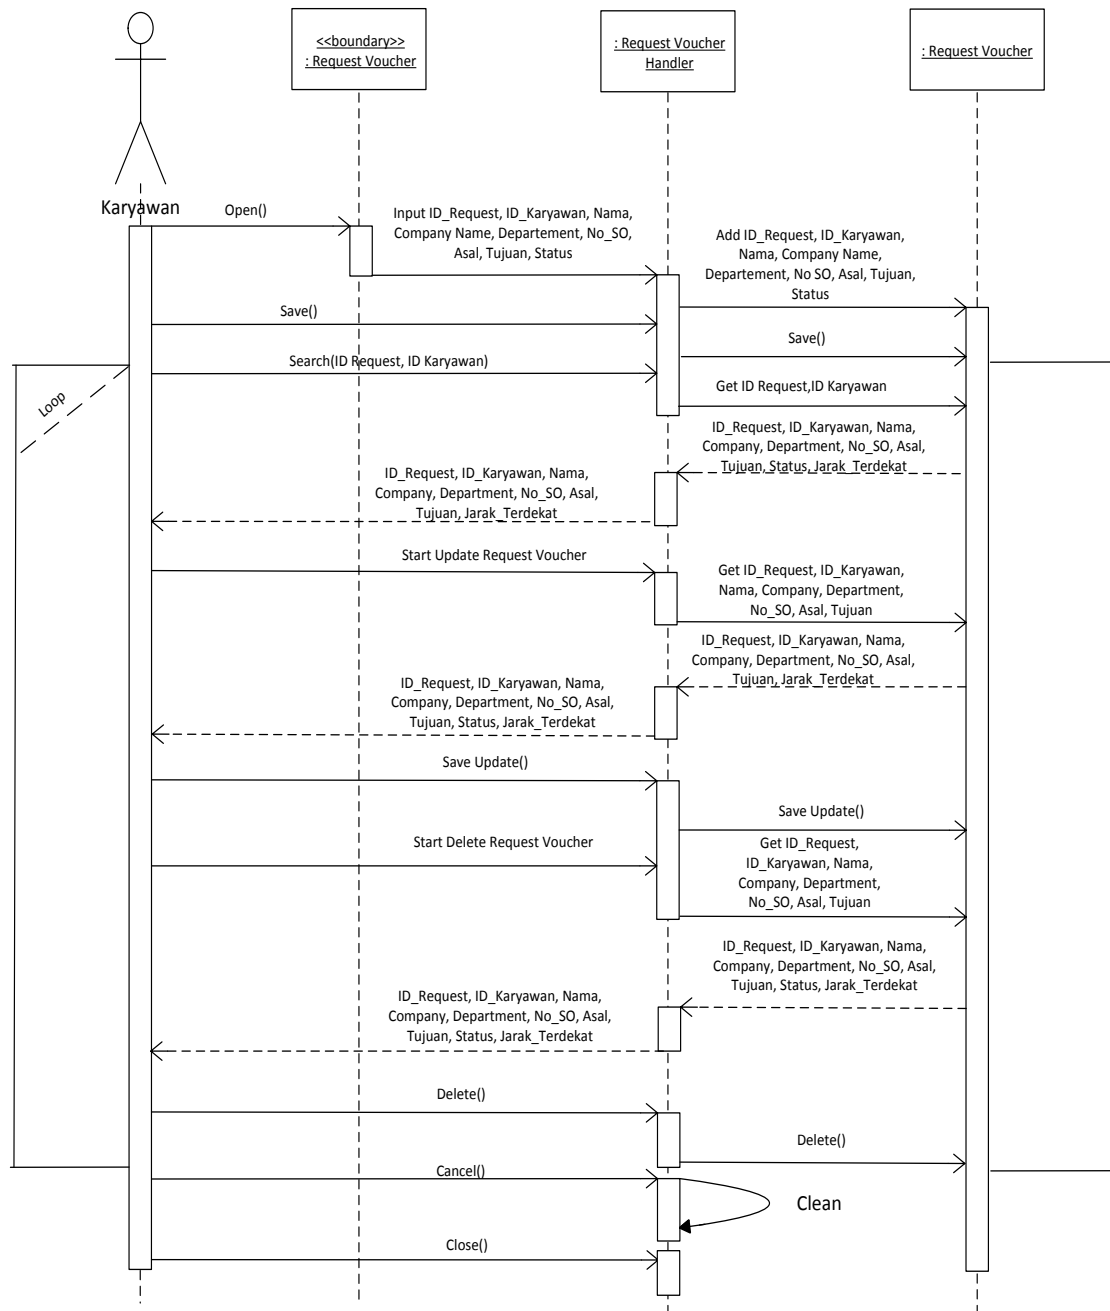 <<boundary>>
: Request Voucher
: Request Voucher
Handler
: Request Voucher
Karyawan
Open()
Input ID_Request, ID_Karyawan, Nama,
Company Name, Departement, No_SO,
Asal, Tujuan, Status
Add ID_Request, ID_Karyawan,
Nama, Company Name,
Departement, No SO, Asal, Tujuan,
Status
Save()
Save()
Search(ID Request, ID Karyawan)
Get ID Request,ID Karyawan
Loop
ID_Request, ID_Karyawan, Nama,
Company, Department, No_SO, Asal,
Tujuan, Status, Jarak_Terdekat
ID_Request, ID_Karyawan, Nama,
Company, Department, No_SO, Asal,
Tujuan, Jarak_Terdekat
Start Update Request Voucher
Get ID_Request, ID_Karyawan,
Nama, Company, Department,
No_SO, Asal, Tujuan
ID_Request, ID_Karyawan, Nama,
Company, Department, No_SO, Asal,
Tujuan, Jarak_Terdekat
ID_Request, ID_Karyawan, Nama,
Company, Department, No_SO, Asal,
Tujuan, Status, Jarak_Terdekat
Save Update()
Save Update()
Start Delete Request Voucher
Get ID_Request,
ID_Karyawan, Nama,
Company, Department,
No_SO, Asal, Tujuan
ID_Request, ID_Karyawan, Nama,
Company, Department, No_SO, Asal,
Tujuan, Status, Jarak_Terdekat
ID_Request, ID_Karyawan, Nama,
Company, Department, No_SO, Asal,
Tujuan, Status, Jarak_Terdekat
Delete()
Delete()
Cancel()
Clean
Close()